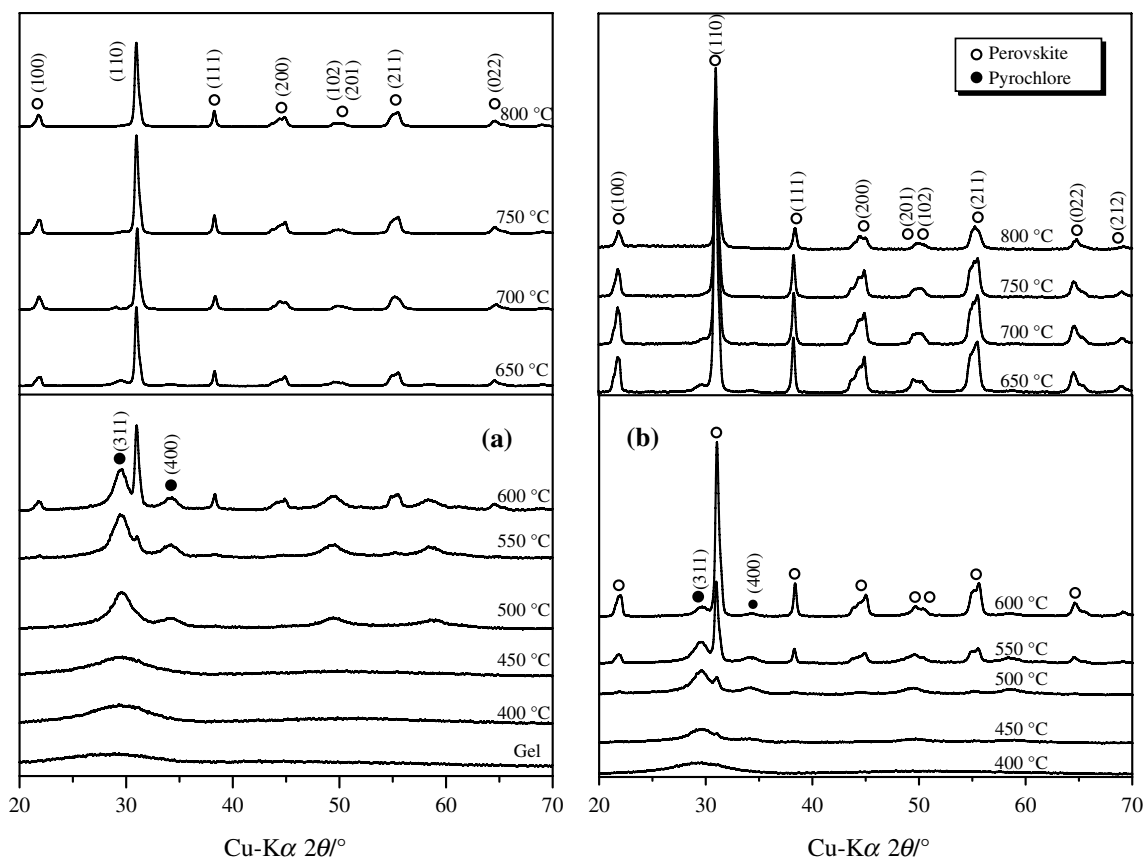 (100)
(110)
(111)
(200)
(102)
(201)
(211)
(022)
800 °C
750 °C
700 °C
650 °C
(311)
(400)
(a)
600 °C
550 °C
500 °C
450 °C
400 °C
Gel
20 30 40 50 60 70
Cu-Kα 2θ/°
(110)
Perovskite
Pyrochlore
(100)
(111)
(200)
(201)
(102)
(211)
(022)
(212)
800 °C
750 °C
700 °C
650 °C
(b)
(311)
(400)
600 °C
550 °C
500 °C
450 °C
400 °C
20 30 40 50 60 70
Cu-Kα 2θ/°